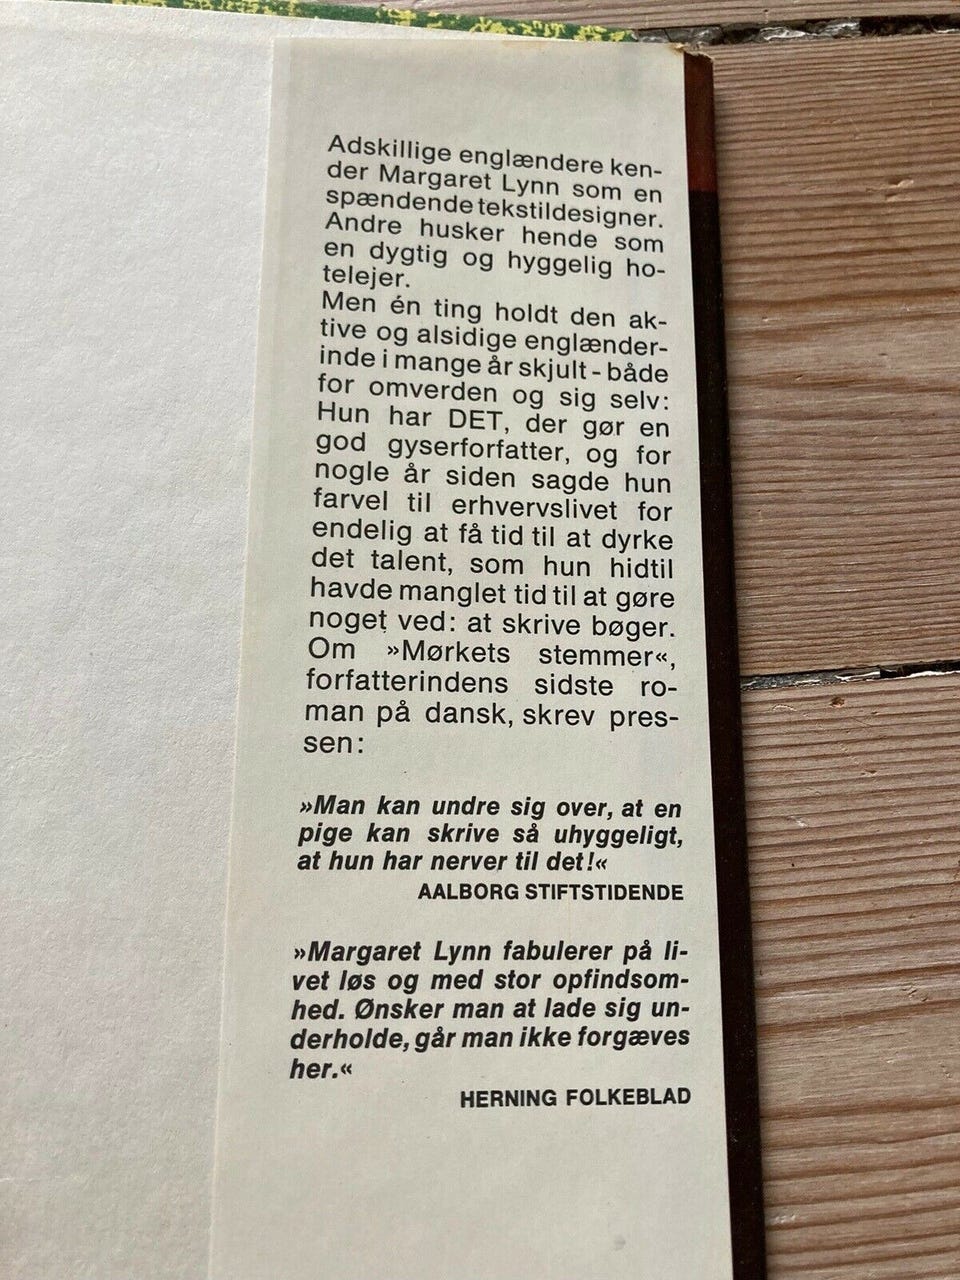 Adskillige englændere ken-
der Margaret Lynn som en
spændende tekstildesigner.
Andre husker hende som
en dygtig og hyggelig ho-
telejer.
Men én ting holdt den ak-
tive og alsidige englænder-
inde i mange år skjult - både
for omverden og sig selv:
Hun har DET, der gør en
god gyserforfatter, og for
nogle år siden sagde hun
farvel til erhvervslivet for
endelig at få tid til at dyrke
det talent, som hun hidtil
havde manglet tid til at gøre
noget ved: at skrive bøger.
Om »Mørkets stemmer«,
forfatterindens sidste ro-
man på dansk, skrev pres-
sen:
»Man kan undre sig over, at en
pige kan skrive så uhyggeligt,
at hun har nerver til det!«
AALBORG STIFTSTIDENDE
»Margaret Lynn fabulerer på li-
vet løs og med stor opfindsom-
hed. Ønsker man at lade sig un-
derholde, går man ikke forgæves
her.«
HERNING FOLKEBLAD